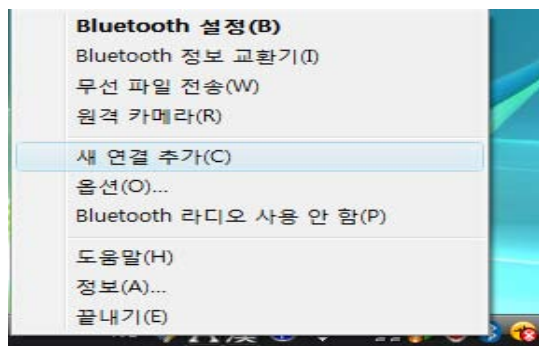 Bluetooth 설정(B)
Bluetooth 정보 교환기(I)
무선 파일 전송(W)
원격 카메라(R)
새 연결 추가(C)
옵션(O)...
Bluetooth 라디오 사용 안 함(P)
도움말(H)
정보(A)...
끝내기(E)